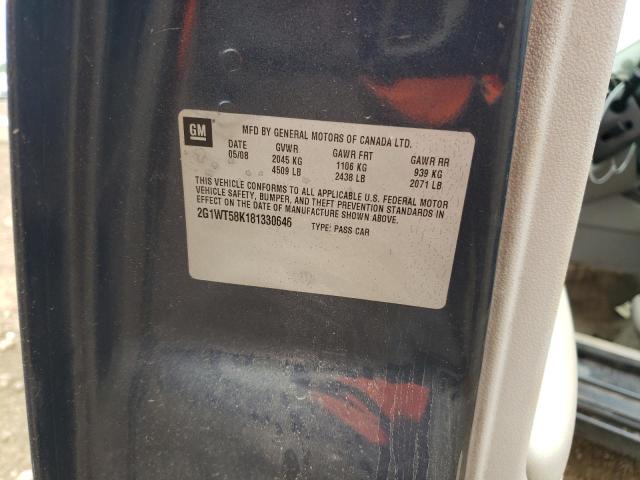 GM MFD BY GENERAL MOTORS OF CANADA LTD.
DATE GVWR GAWR FRT GAWR RR
05/08 2045 KG 1106 KG 939 KG
4509 LB 2438 LB 2071 LB
THIS VEHICLE CONFORMS TO ALL APPLICABLE U.S. FEDERAL MOTOR
VEHICLE SAFETY, BUMPER, AND THEFT PREVENTION STANDARDS IN
EFFECT ON THE DATE OF MANUFACTURE SHOWN ABOVE.
2G1WT58K181330646 TYPE: PASS CAR